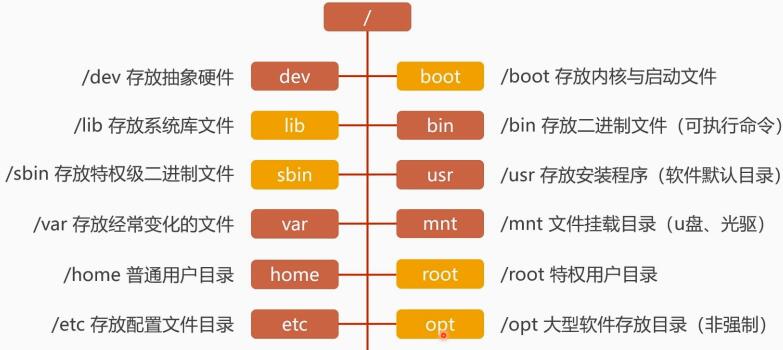 /
/dev 存放抽象硬件 dev boot /boot 存放内核与启动文件
/lib 存放系统库文件 lib bin /bin 存放二进制文件（可执行命令）
/sbin 存放特权级二进制文件 sbin usr /usr 存放安装程序（软件默认目录）
/var 存放经常变化的文件 var mnt /mnt 文件挂载目录（u盘、光驱）
/home 普通用户目录 home root /root 特权用户目录
/etc 存放配置文件目录 etc opt /opt 大型软件存放目录（非强制）